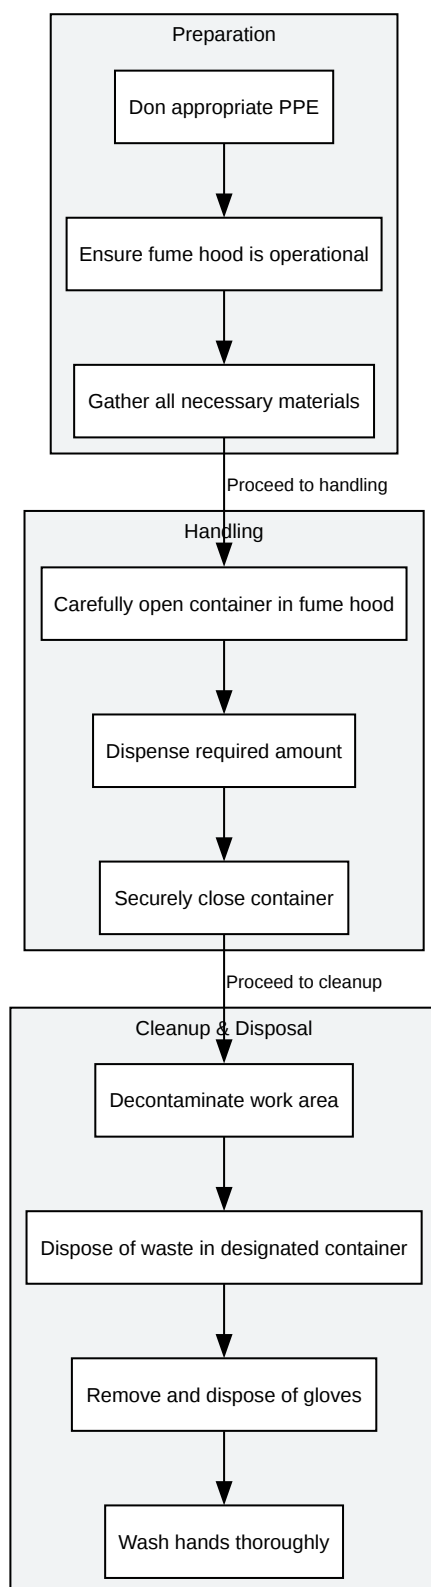 Preparation
Don appropriate PPE
Ensure fume hood is operational
Gather all necessary materials
Proceed to handling
Handling
Carefully open container in fume hood
Dispense required amount
Securely close container
Proceed to cleanup
Cleanup & Disposal
Decontaminate work area
Dispose of waste in designated container
Remove and dispose of gloves
Wash hands thoroughly